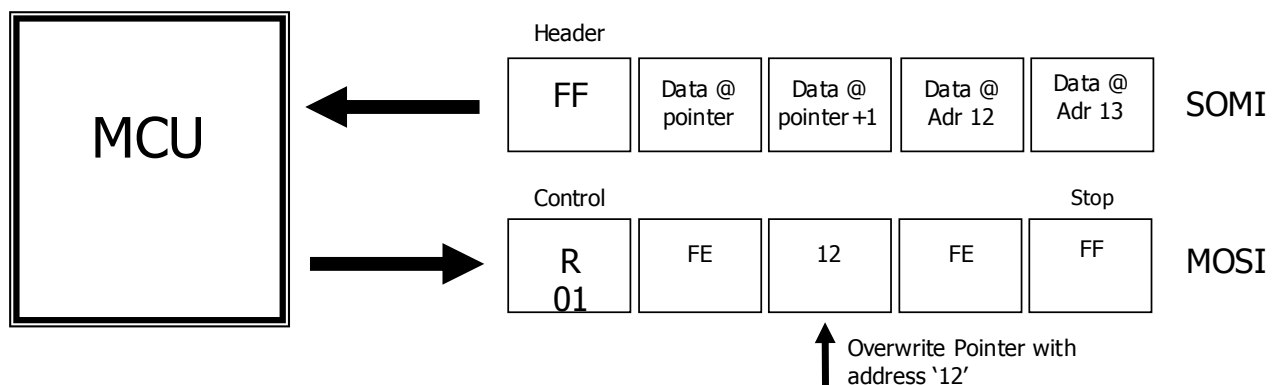 Header
MCU
FF
Data @
pointer
Data @
pointer+1
Data @
Adr 12
Data @
Adr 13
SOMI
Control
Stop
R
01
FE
12
FE
FF
MOSI
Overwrite Pointer with
address ‘12’